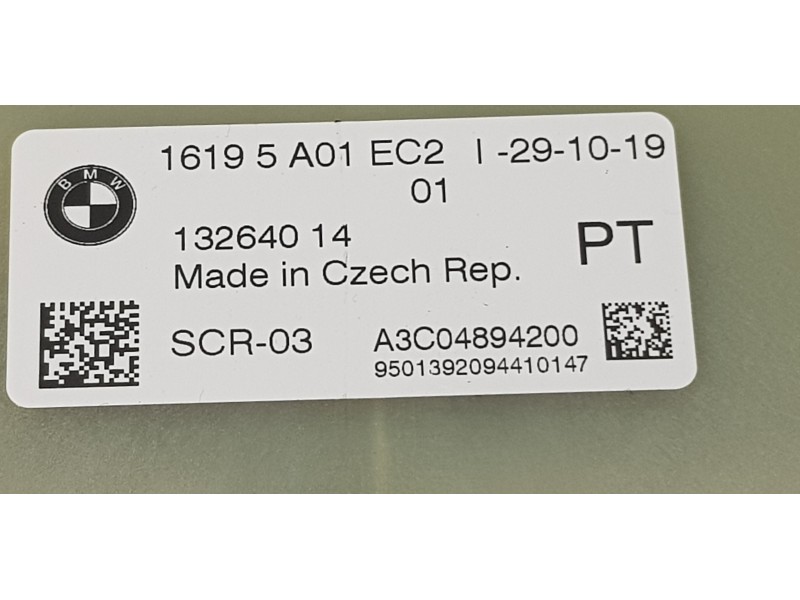 BMW
1619 5 A01 EC2 I -29-10-19
01
132640 14
PT
Made in Czech Rep.
SCR-03 A3C04894200
9501392094410147